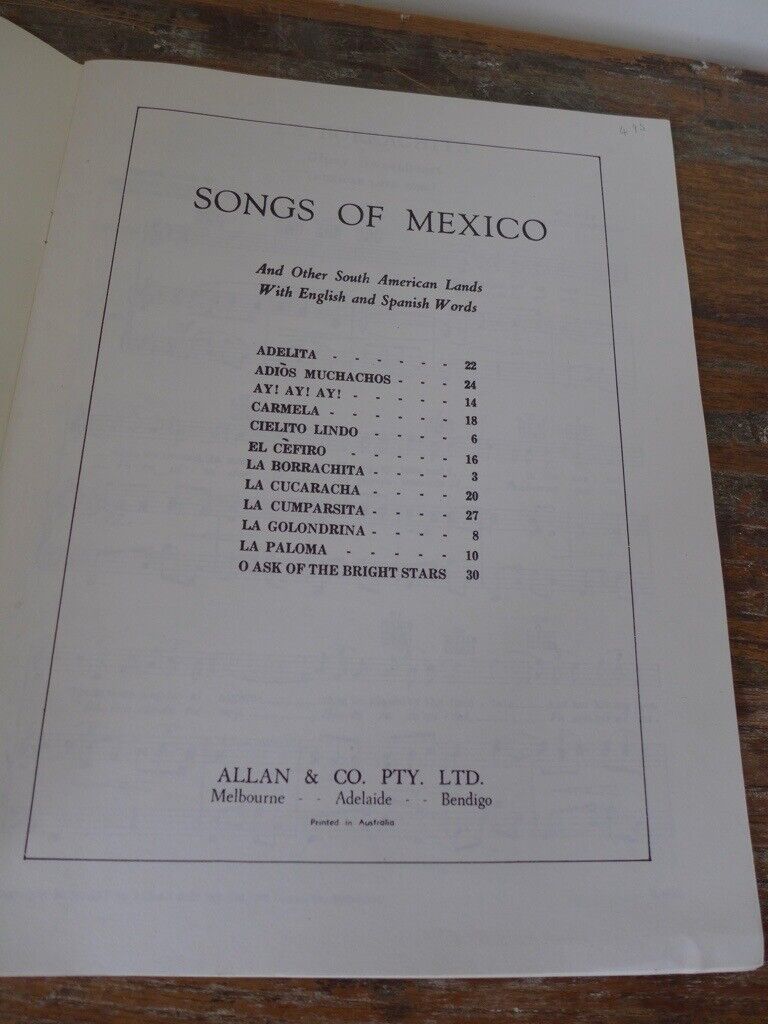 4.95
SONGS OF MEXICO
And Other South American Lands
With English and Spanish Words
ADELITA - - - - - - 22
ADIÒS MUCHACHOS - - - 24
AY! AY! AY! - - - - - 14
CARMELA - - - - - - 18
CIELITO LINDO - - - - 6
EL CÈFIRO - - - - - 16
LA BORRACHITA - - - - 3
LA CUCARACHA - - - - 20
LA CUMPARSITA - - - - 27
LA GOLONDRINA - - - - 8
LA PALOMA - - - - - 10
O ASK OF THE BRIGHT STARS 30
ALLAN & CO. PTY. LTD.
Melbourne - - Adelaide - - Bendigo
Printed in Australia